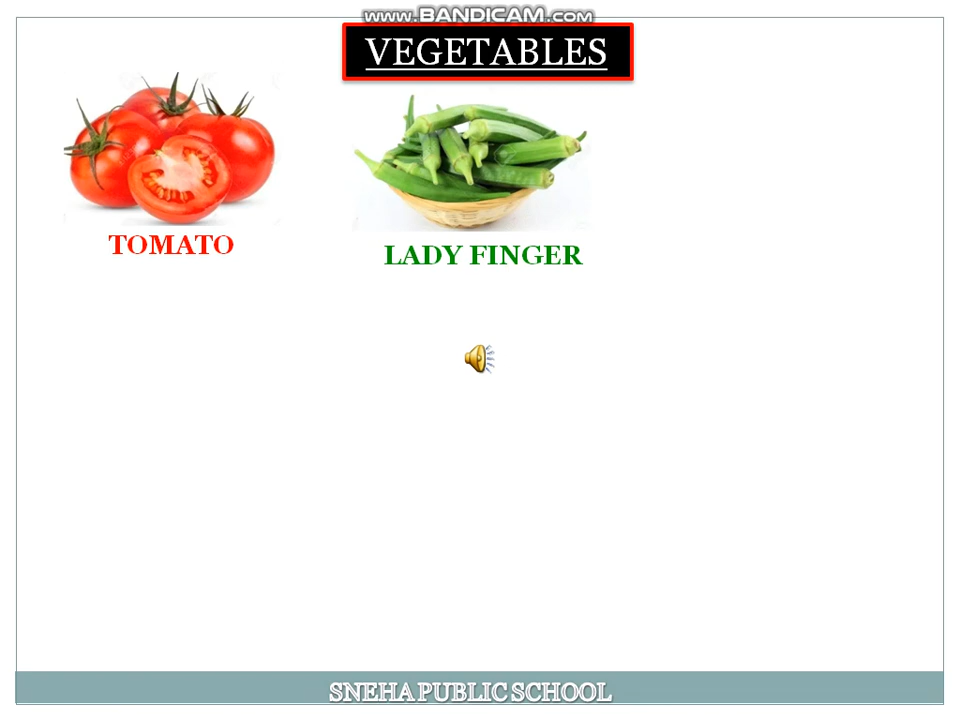 www.BANDICAM.com
VEGETABLES
TOMATO
LADY FINGER
SNEHA PUBLIC SCHOOL